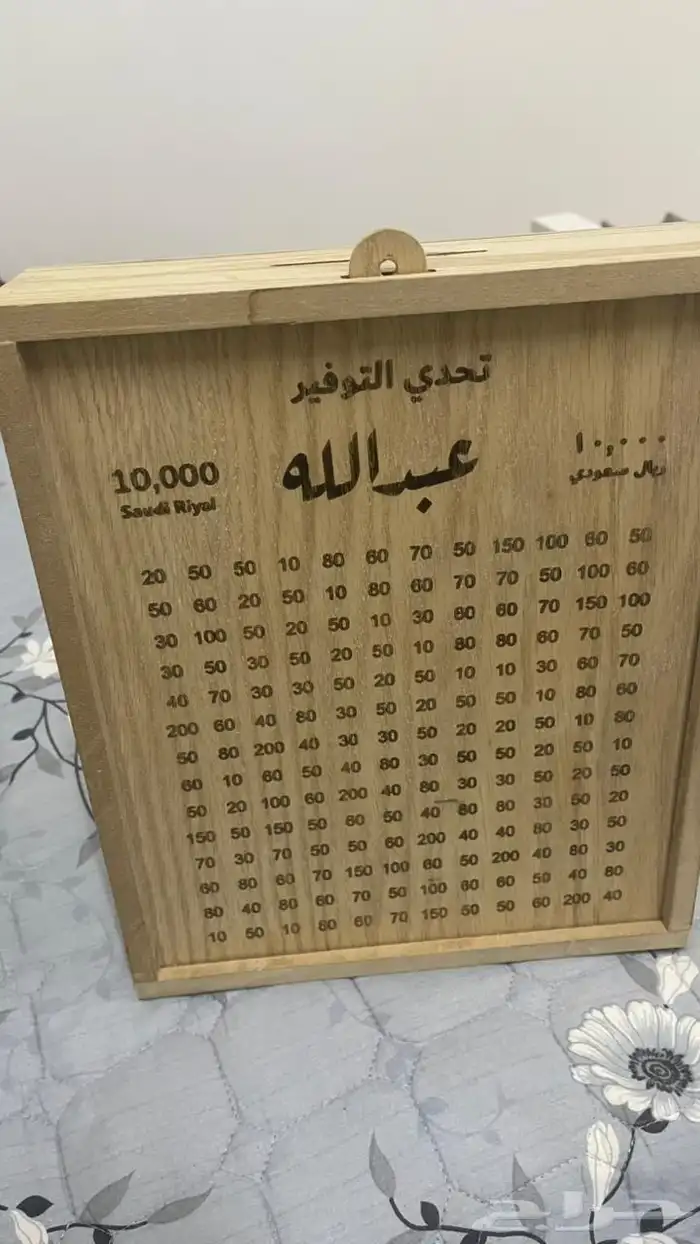 تحدي التوفير
عبدالله
١٠,٠٠٠
ريال سعودي
10,000
Saudi Riyal
20 50 50 10 80 60 70 50 150 100 60 50
50 60 20 50 10 80 60 70 70 50 100 60
30 100 50 20 50 10 30 60 60 70 150 100
30 50 30 50 20 50 10 80 80 60 70 50
40 70 30 30 50 20 50 10 10 30 60 70
200 60 40 80 30 50 20 50 50 10 80 60
50 80 200 40 30 30 50 20 20 50 10 80
60 10 60 50 40 80 30 50 50 20 50 10
50 20 100 60 200 40 80 30 30 50 20 50
150 50 150 50 60 50 40 80 80 30 50 20
70 30 70 50 50 60 200 40 40 80 30 50
60 80 60 70 150 100 60 50 200 40 80 30
80 40 80 60 70 50 100 60 60 50 40 80
10 50 10 80 60 70 150 50 50 60 200 40
حراج